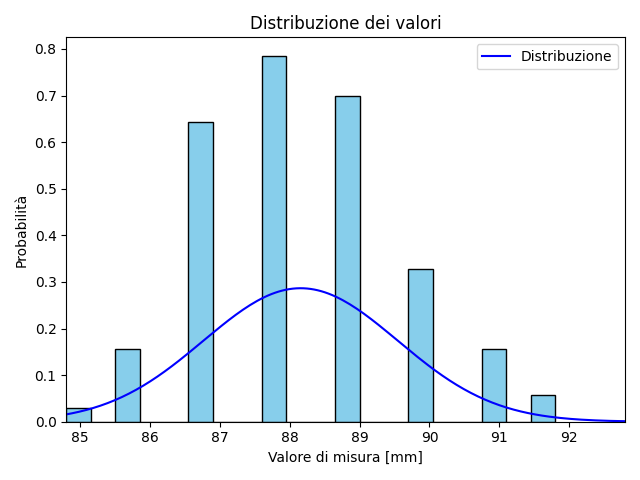 Distribuzione dei valori
Distribuzione
Probabilità
0.8
0.7
0.6
0.5
0.4
0.3
0.2
0.1
0.0
85 86 87 88 89 90 91 92
Valore di misura [mm]